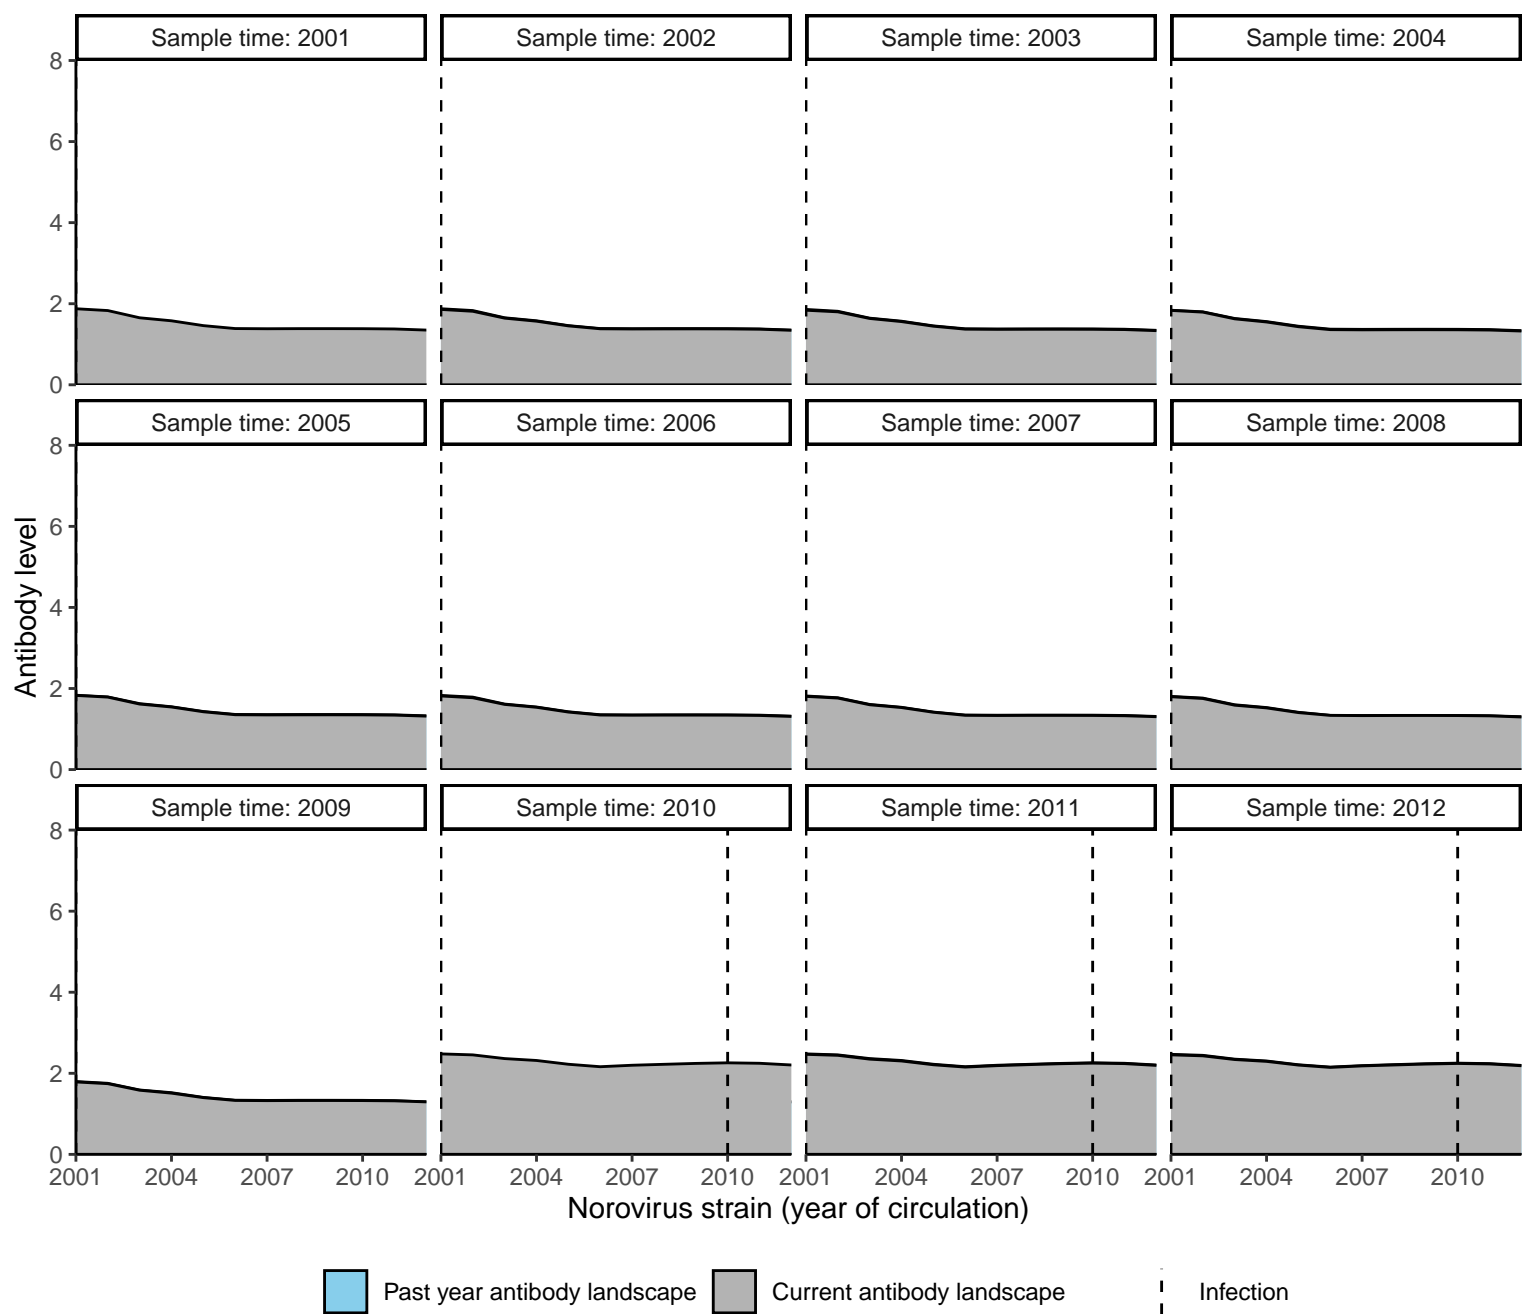 Sample time: 2001
Sample time: 2002
Sample time: 2003
Sample time: 2004
8
6
4
2
0
Sample time: 2005
Sample time: 2006
Sample time: 2007
Sample time: 2008
8
6
4
2
0
Antibody level
Sample time: 2009
Sample time: 2010
Sample time: 2011
Sample time: 2012
8
6
4
2
0
2001 2004 2007 2010 2001 2004 2007 2010 2001 2004 2007 2010 2001 2004 2007 2010
Norovirus strain (year of circulation)
Past year antibody landscape
Current antibody landscape
Infection